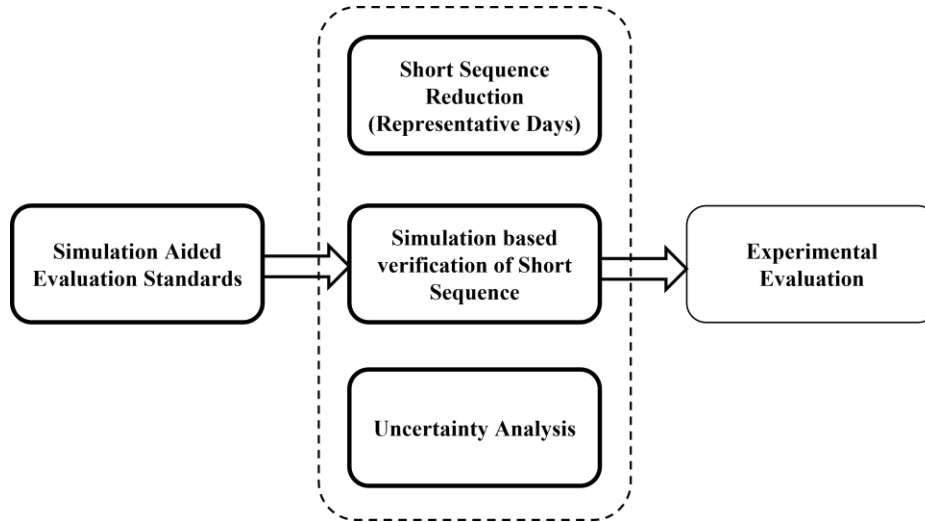 Short Sequence
Reduction
(Representative Days)
Simulation Aided
Evaluation Standards
Simulation based
verification of Short
Sequence
Experimental
Evaluation
Uncertainty Analysis